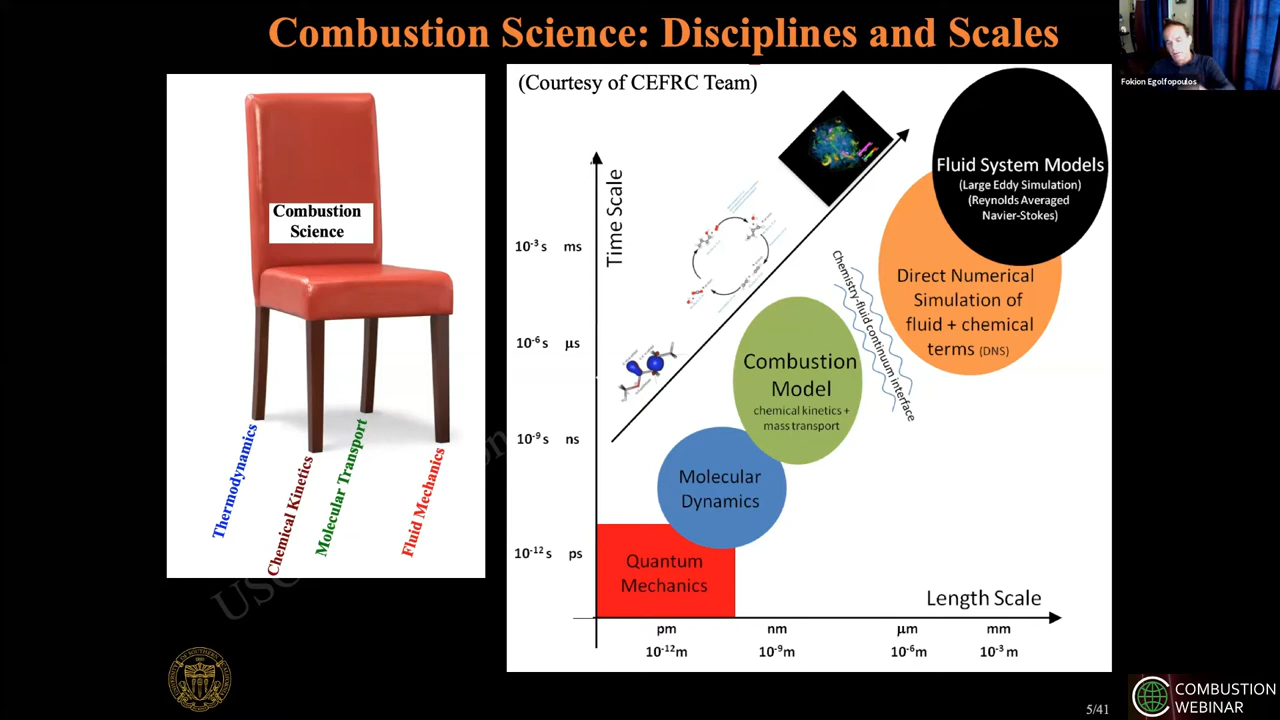 Combustion Science: Disciplines and Scales
Fokion Egolfopoulos
(Courtesy of CEFRC Team)
Combustion
Science
Thermodynamics
Chemical Kinetics
Molecular Transport
Fluid Mechanics
Time Scale
10-3 s ms
10-6 s µs
10-9 s ns
10-12 s ps
Fluid System Models
(Large Eddy Simulation)
(Reynolds Averaged
Navier-Stokes)
Direct Numerical
Simulation of
fluid + chemical
terms (DNS)
Chemistry-fluid continuum interface
Combustion
Model
chemical kinetics +
mass transport
Molecular
Dynamics
Quantum
Mechanics
Length Scale
pm nm µm mm
10-12m 10-9m 10-6m 10-3 m
USC
5/41
COMBUSTION
WEBINAR